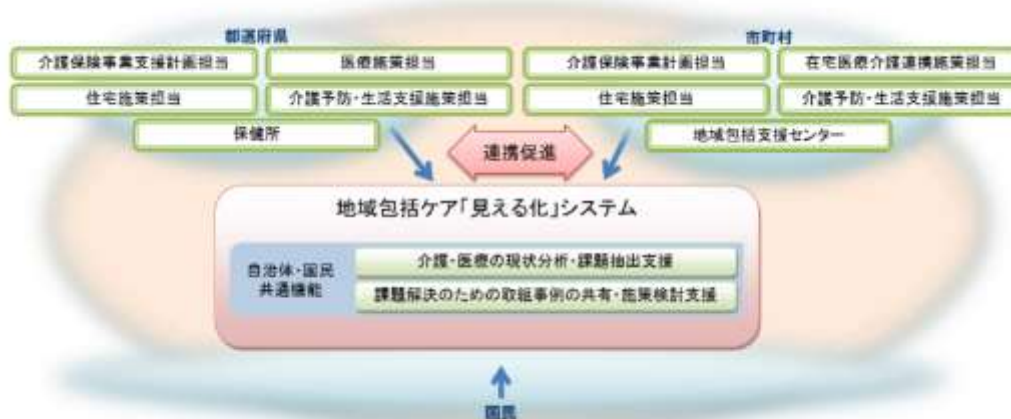 都道府県
市町村
介護保険事業支援計画担当
医療施策担当
介護保険事業計画担当
在宅医療介護連携施策担当
住宅施策担当
介護予防・生活支援施策担当
住宅施策担当
介護予防・生活支援施策担当
保健所
地域包括支援センター
連携促進
地域包括ケア「見える化」システム
自治体・国民
共通機能
介護・医療の現状分析・課題抽出支援
課題解決のための取組事例の共有・施策検討支援
国民